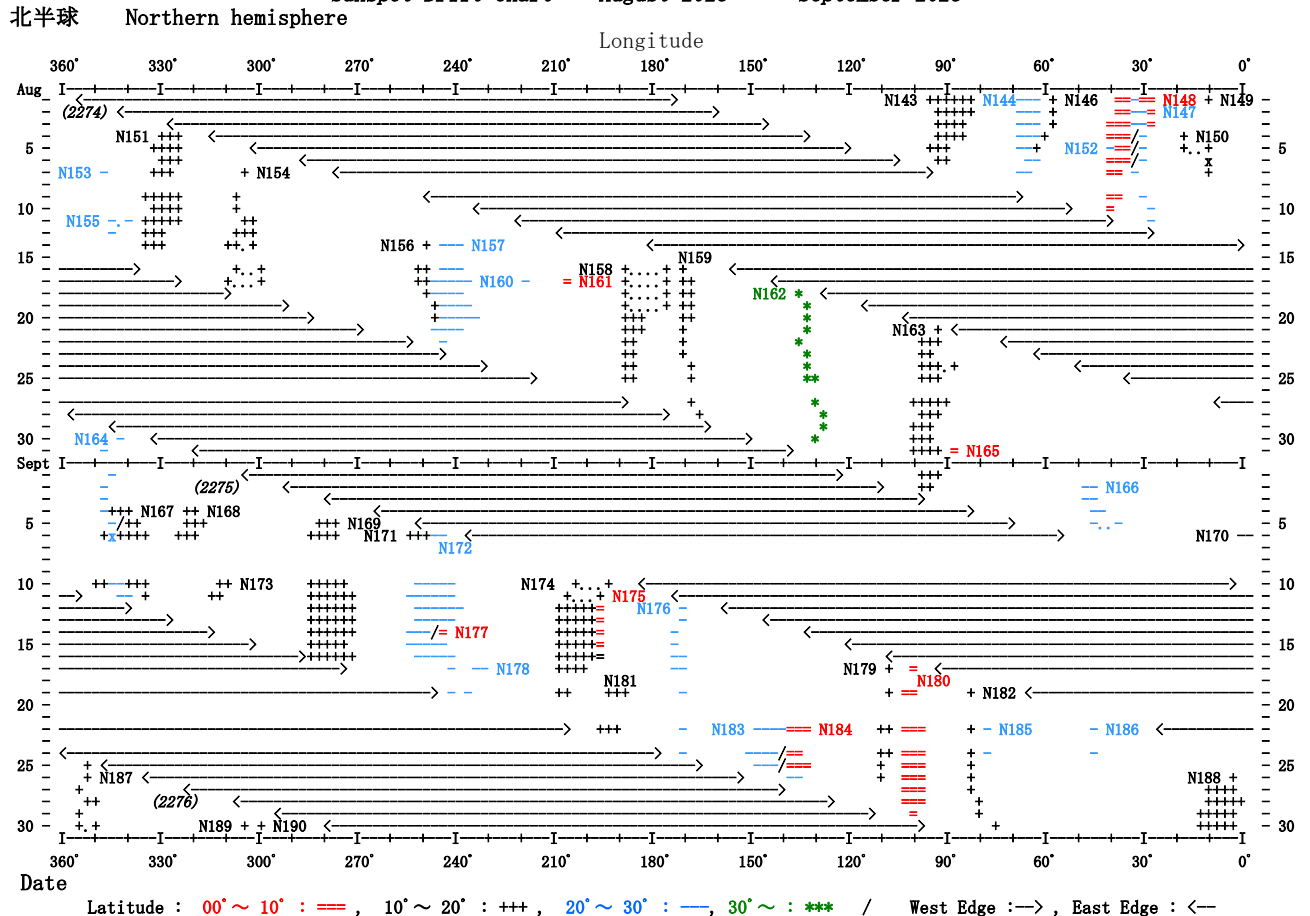 北半球 Northern hemisphere
Longitude
360° 330° 300° 270° 240° 210° 180° 150° 120° 90° 60° 30° 0°
Aug
N143 N144 N146 N148 N149
(2274) N147
N151 N150
5 N152 5
N153 N154
10 10
N155
N156 N157
15 N159 15
N158
N160 N161
N162
20 20
N163
25 25
30 N164 30
N165
Sept
(2275) N166
N167 N168
5 N169 5
N171 N170
N172
10 N173 N174 10
N175
N176
N177
15 15
N178 N179
N181 N180
N182
20 20
N183 N184 N185 N186
25 25
N187 N188
(2276)
30 N189 N190 30
360° 330° 300° 270° 240° 210° 180° 150° 120° 90° 60° 30° 0°
Date
Latitude : 00°～ 10° : ===, 10°～ 20° : +++, 20°～ 30° : ---, 30°～ : *** / West Edge :--> , East Edge : <--